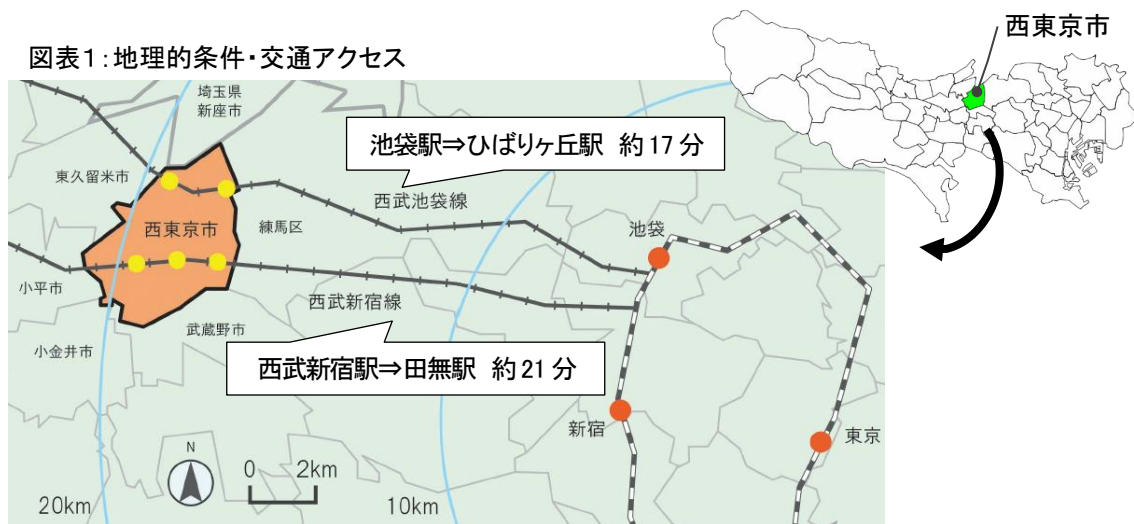 西東京市
図表1:地理的条件・交通アクセス
埼玉県
新座市
池袋駅⇒ひばりヶ丘駅 約17分
東久留米市
西武池袋線
西東京市
練馬区
池袋
小平市
西武新宿線
武蔵野市
小金井市
西武新宿駅⇒田無駅 約21分
新宿
東京
N
0 2km
20km
10km